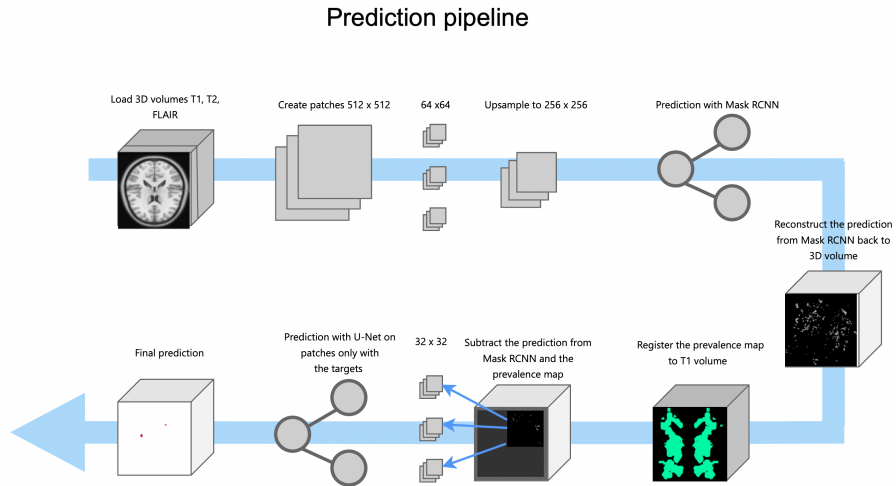 Prediction pipeline
Load 3D volumes T1, T2,
FLAIR
Create patches 512 x 512
64 x64
Upsample to 256 x 256
Prediction with Mask RCNN
Reconstruct the prediction
from Mask RCNN back to
3D volume
Register the prevalence map
to T1 volume
Subtract the prediction from
Mask RCNN and the
prevalence map
32 x 32
Prediction with U-Net on
patches only with
the targets
Final prediction